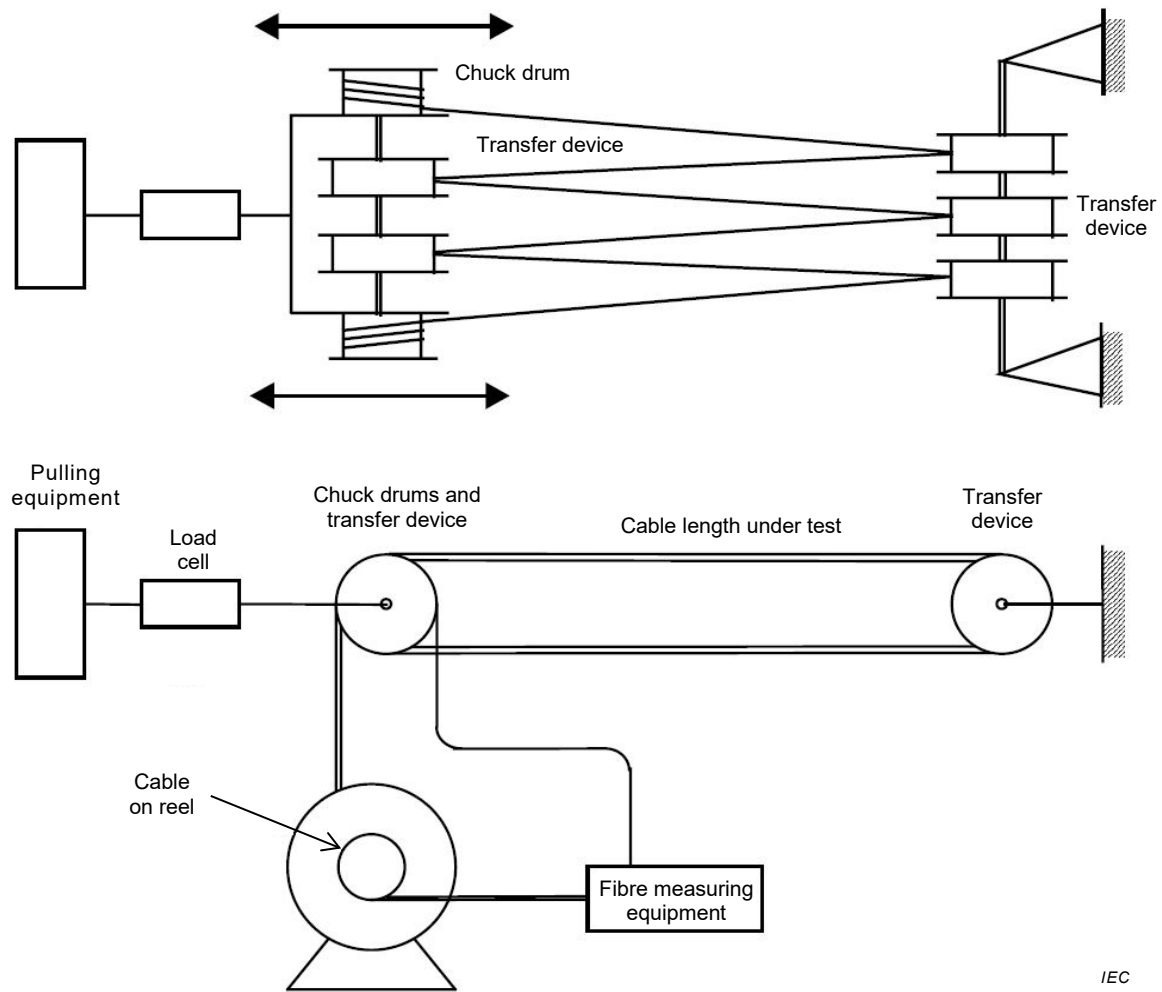 Chuck drum
Transfer device
Transfer
device
Pulling
equipment
Load
cell
Chuck drums and
transfer device
Cable length under test
Transfer
device
Cable
on reel
Fibre measuring
equipment
IEC